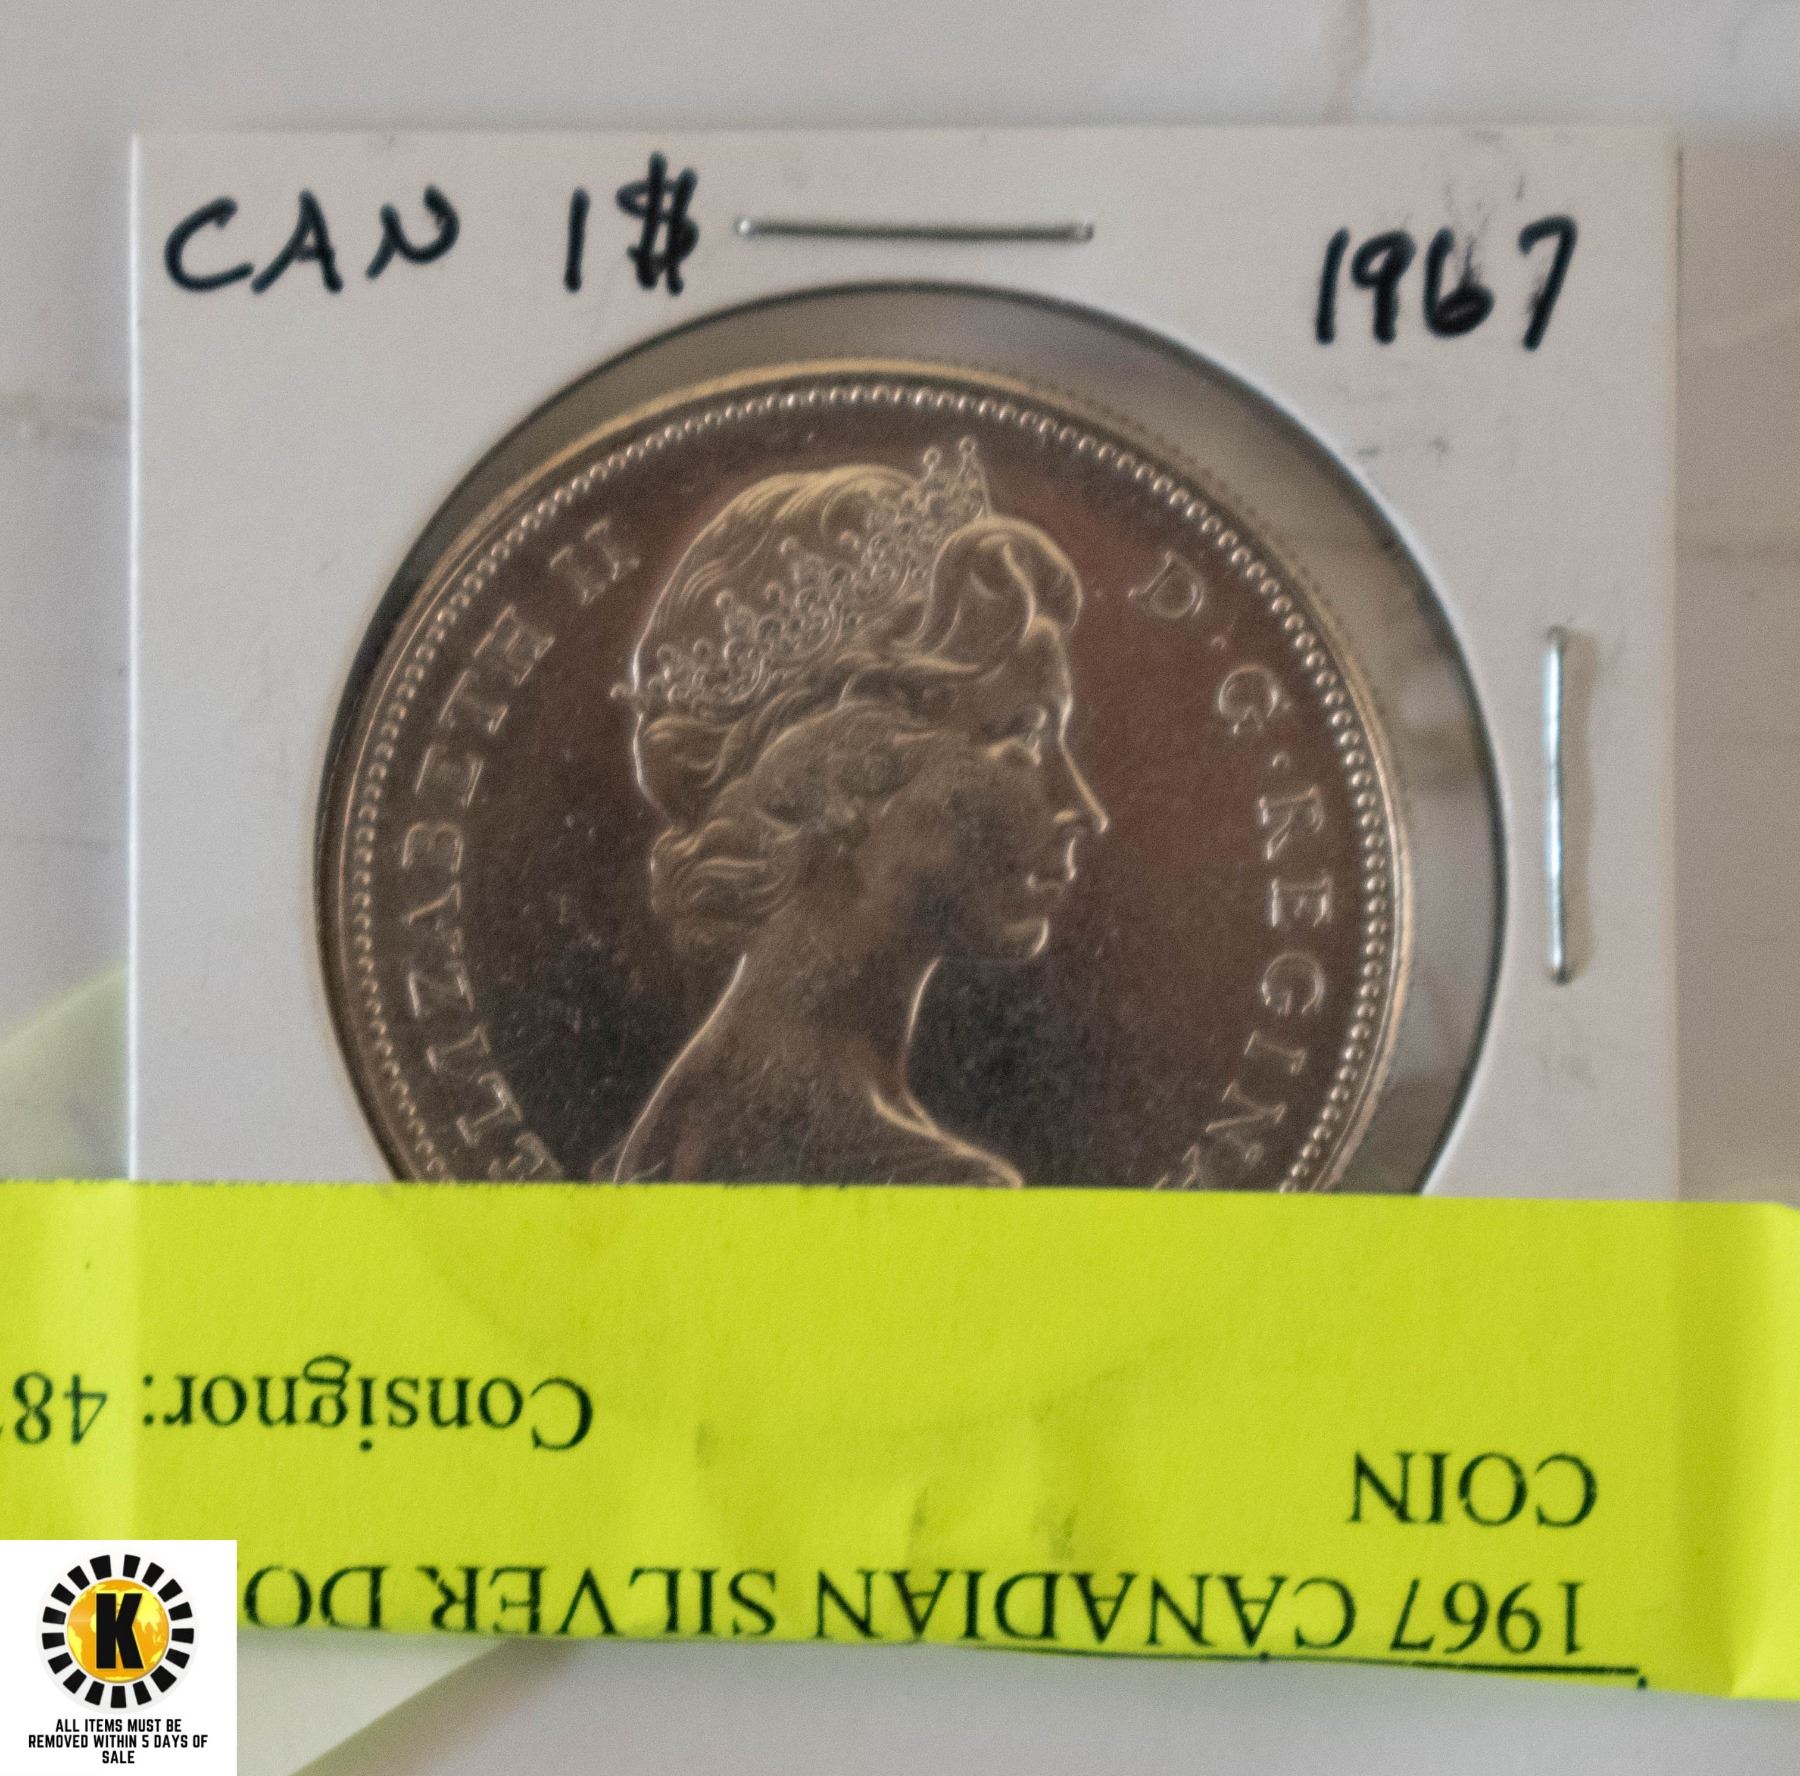 CAN 1$ 1967
ELIZABETH II D · G · REGINA
1967 CANADIAN SILVER DO
COIN
Consignor: 48
K
ALL ITEMS MUST BE
REMOVED WITHIN 5 DAYS OF
SALE